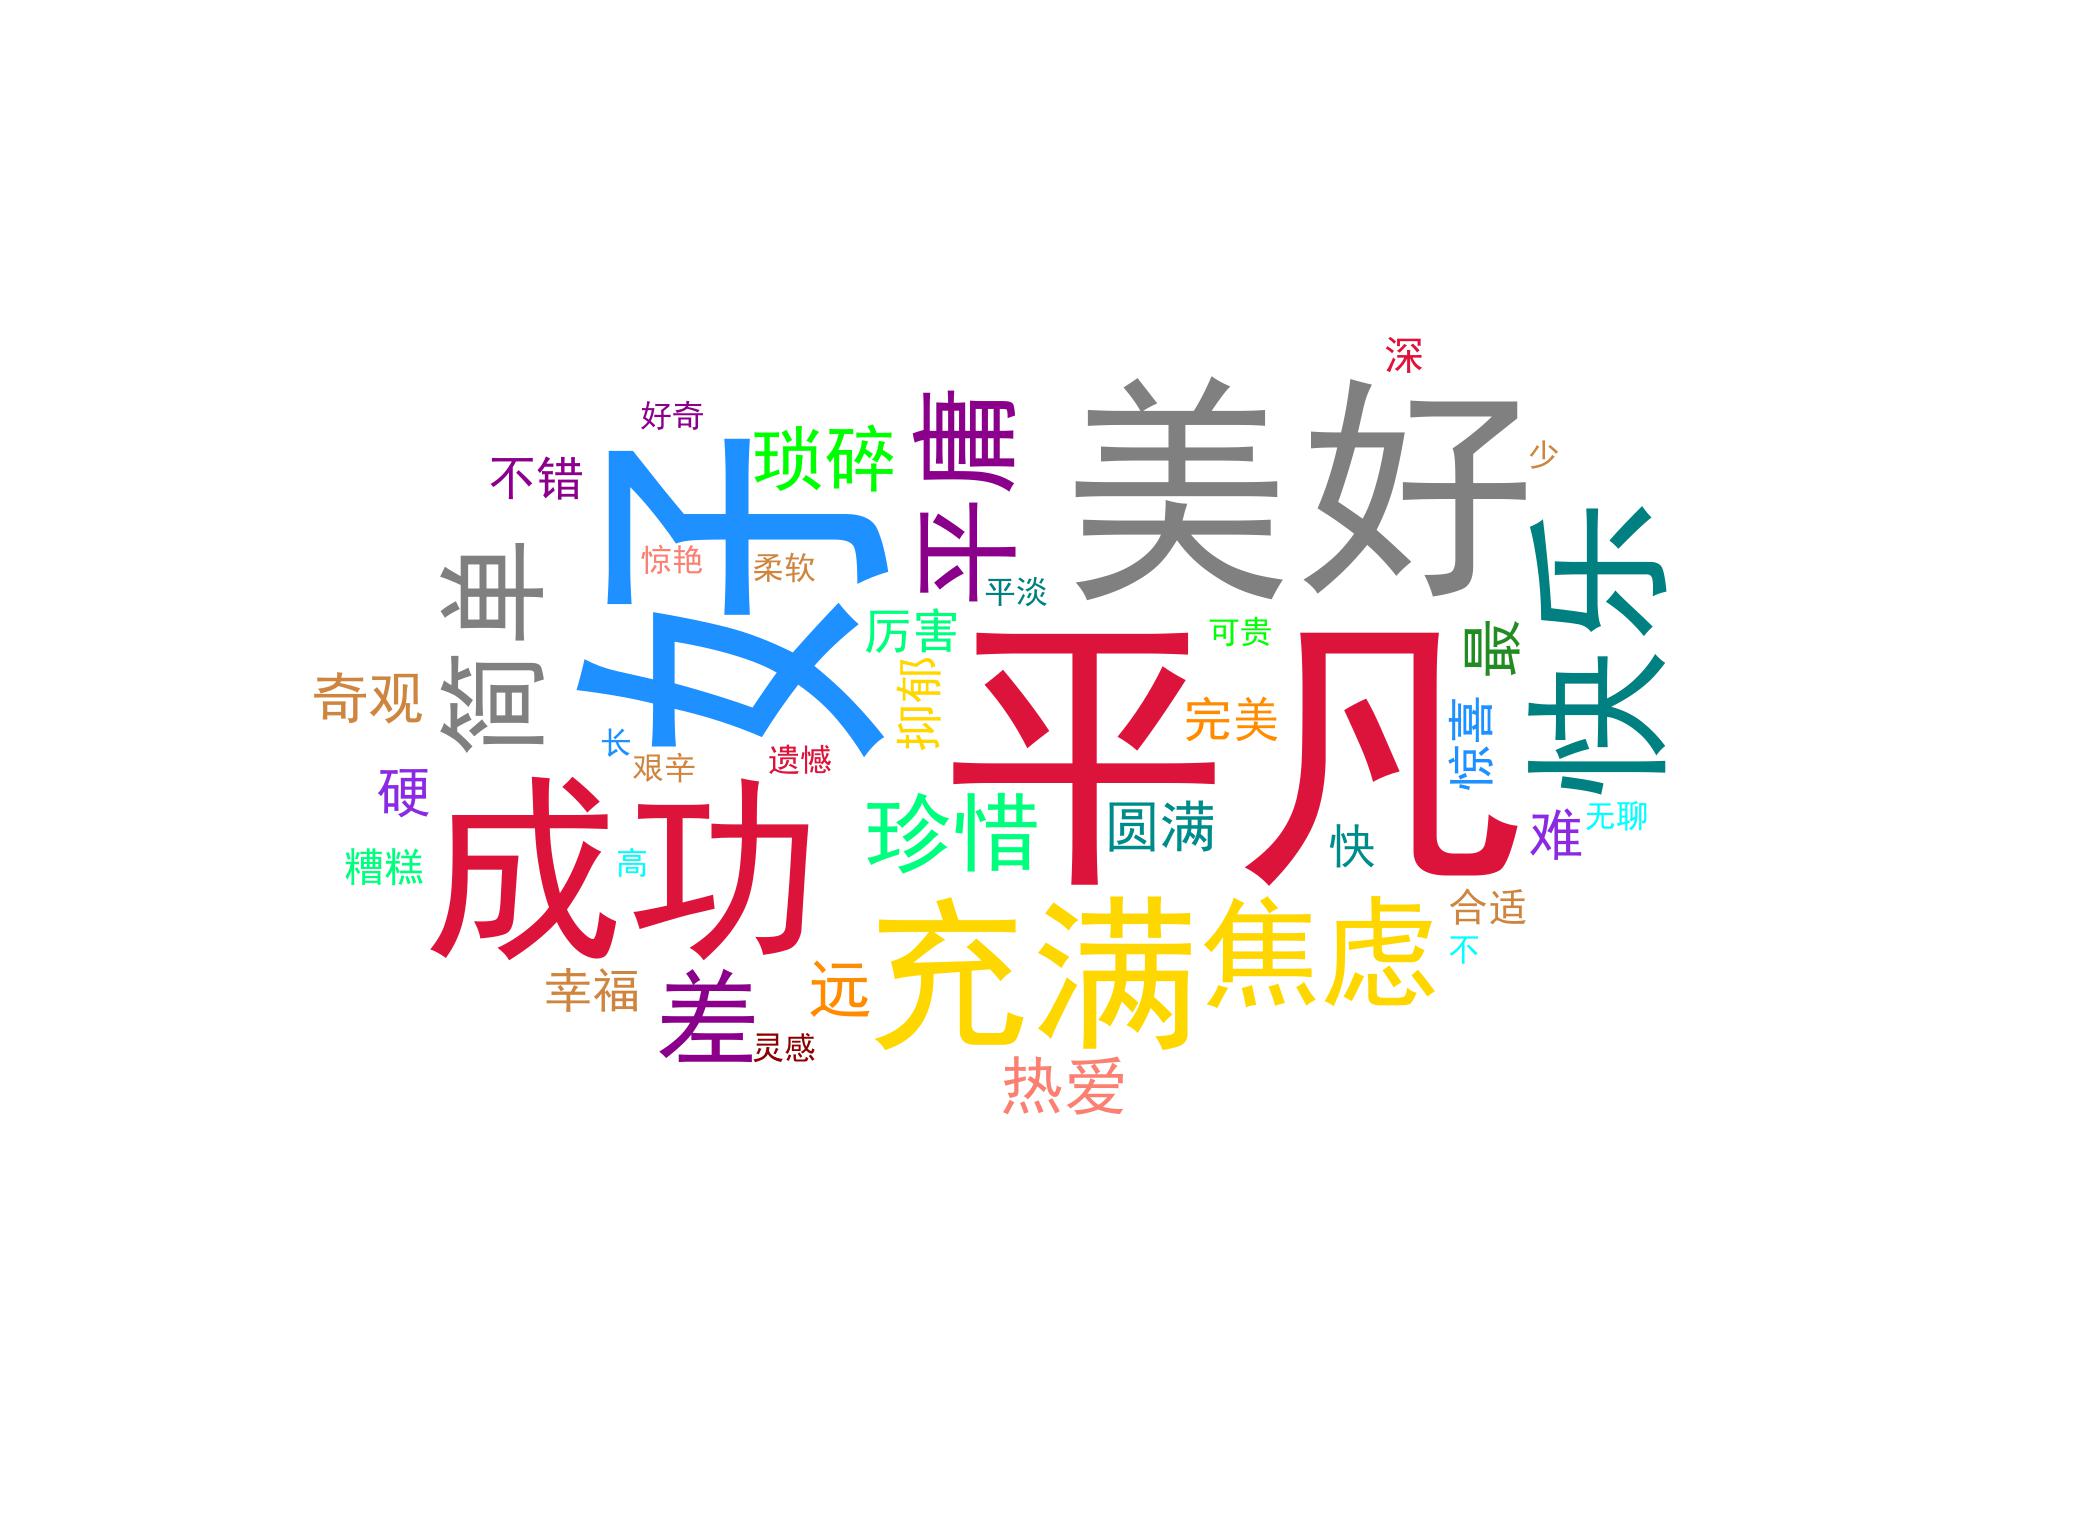 深
美好
好奇
平庸
琐碎
少
不错
好
快乐
惊艳
柔软
平淡
简单
厉害
可贵
最
奇观
抑郁
平凡
完美
惊喜
长
艰辛
遗憾
硬
成功
珍惜
圆满
快
难
无聊
糟糕
高
合适
充满
焦虑
不
幸福
差
远
灵感
热爱